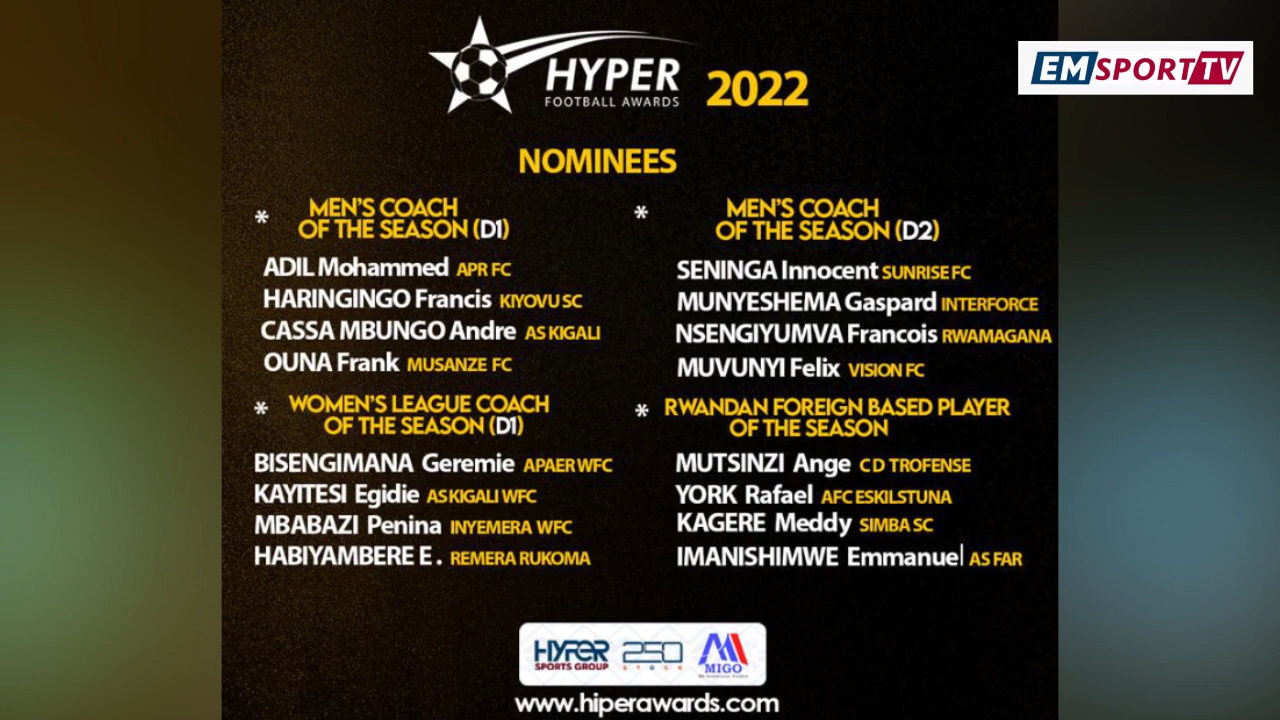 HYPER
FOOTBALL AWARDS
2022
EMSPORTTV
NOMINEES
* MEN'S COACH
OF THE SEASON (D1)
ADIL Mohammed APR FC
HARINGINGO Francis KIYOVU SC
CASSA MBUNGO Andre AS KIGALI
OUNA Frank MUSANZE FC
* MEN'S COACH
OF THE SEASON (D2)
SENINGA Innocent SUNRISE FC
MUNYESHEMA Gaspard INTERFORCE
NSENGIYUMVA Francois RWAMAGANA
MUVUNYI Felix VISION FC
* WOMEN'S LEAGUE COACH
OF THE SEASON (D1)
BISENGIMANA Geremie APAER WFC
KAYITESI Egidie AS KIGALI WFC
MBABAZI Penina INYEMERA WFC
HABIYAMBERE E. REMERA RUKOMA
* RWANDAN FOREIGN BASED PLAYER
OF THE SEASON
MUTSINZI Ange C D TROFENSE
YORK Rafael AFC ESKILSTUNA
KAGERE Meddy SIMBA SC
IMANISHIMWE Emmanuel AS FAR
HYPER
SPORTS GROUP
250
STOCK
MIGO
www.hiperawards.com